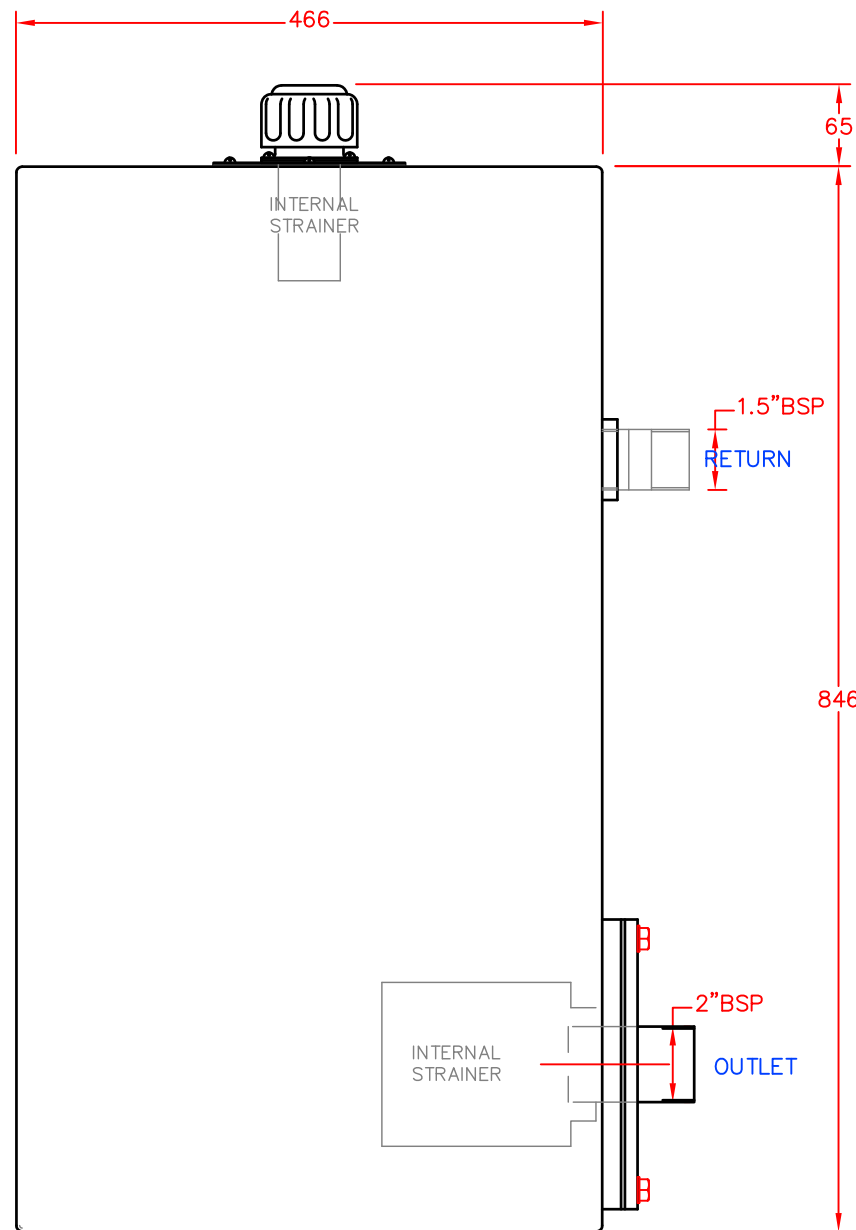 466
65
INTERNAL
STRAINER
1.5”BSP
RETURN
846
2”BSP
INTERNAL
STRAINER
OUTLET